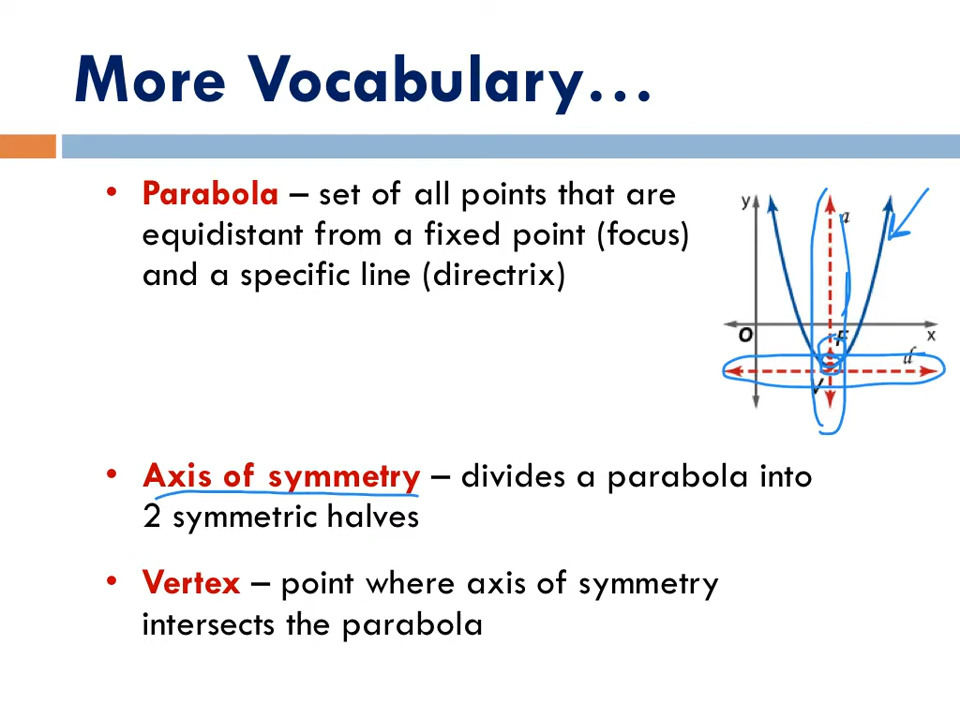 More Vocabulary...
• Parabola – set of all points that are
equidistant from a fixed point (focus)
and a specific line (directrix)
y
a
O
F
x
d
V
• Axis of symmetry – divides a parabola into
2 symmetric halves
• Vertex – point where axis of symmetry
intersects the parabola